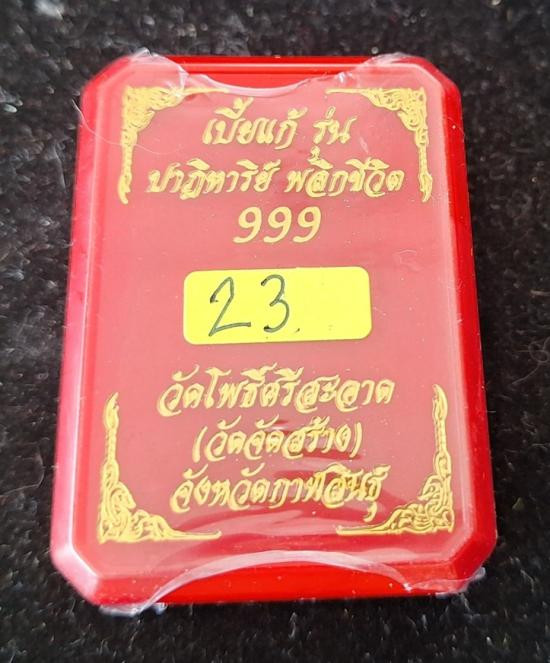 เบี้ยแก้ รุ่น
ปาฏิหาริย์ พลิกชีวิต
999
23.
วัดโพธิ์ศรีสะอาด
(วัดจัดสร้าง)
จังหวัดกาฬสินธุ์